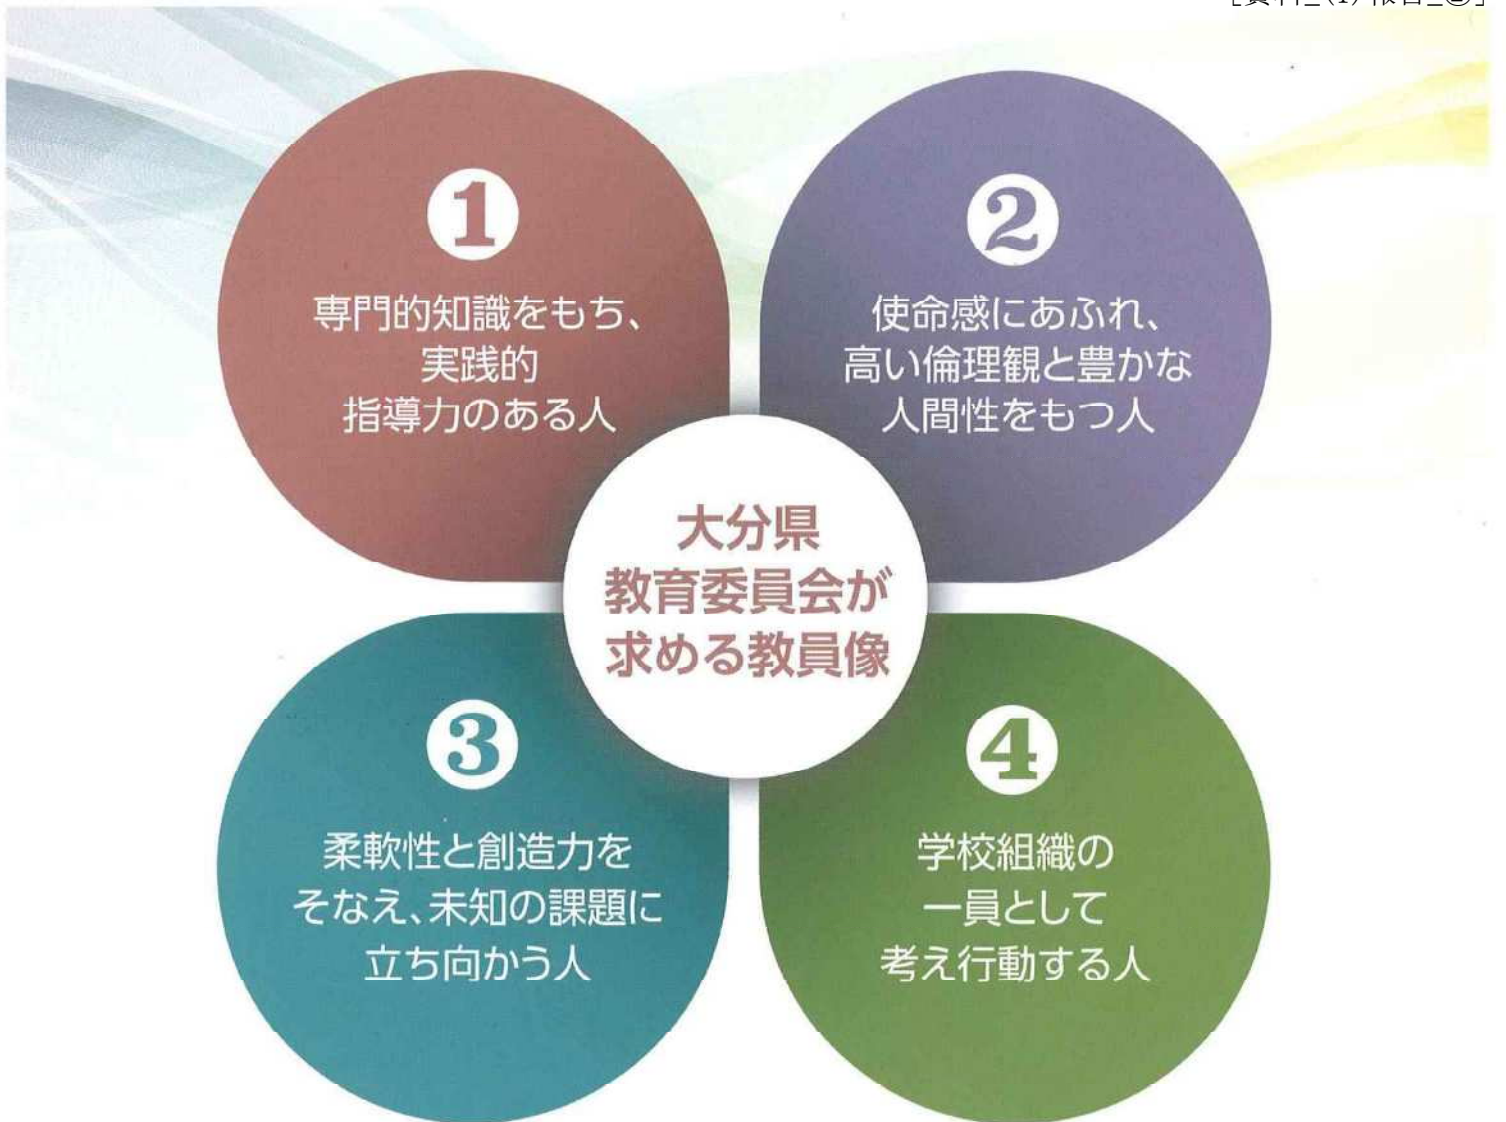 ❶
専門的知識をもち、
実践的
指導力のある人
❷
使命感にあふれ、
高い倫理観と豊かな
人間性をもつ人
大分県
教育委員会が
求める教員像
❸
柔軟性と創造力を
そなえ、未知の課題に
立ち向かう人
❹
学校組織の
一員として
考え行動する人